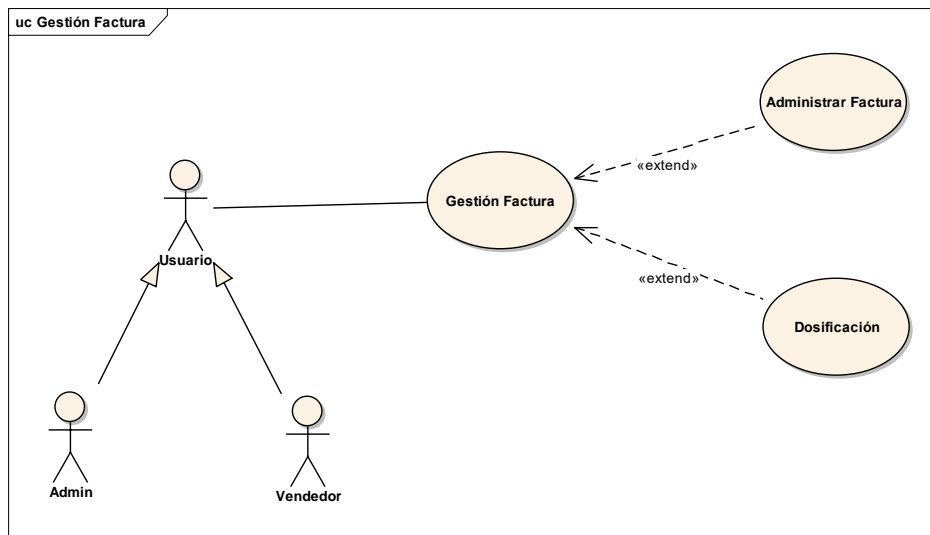 uc Gestión Factura
Administrar Factura
«extend»
Gestión Factura
Usuario
«extend»
Dosificación
Admin
Vendedor